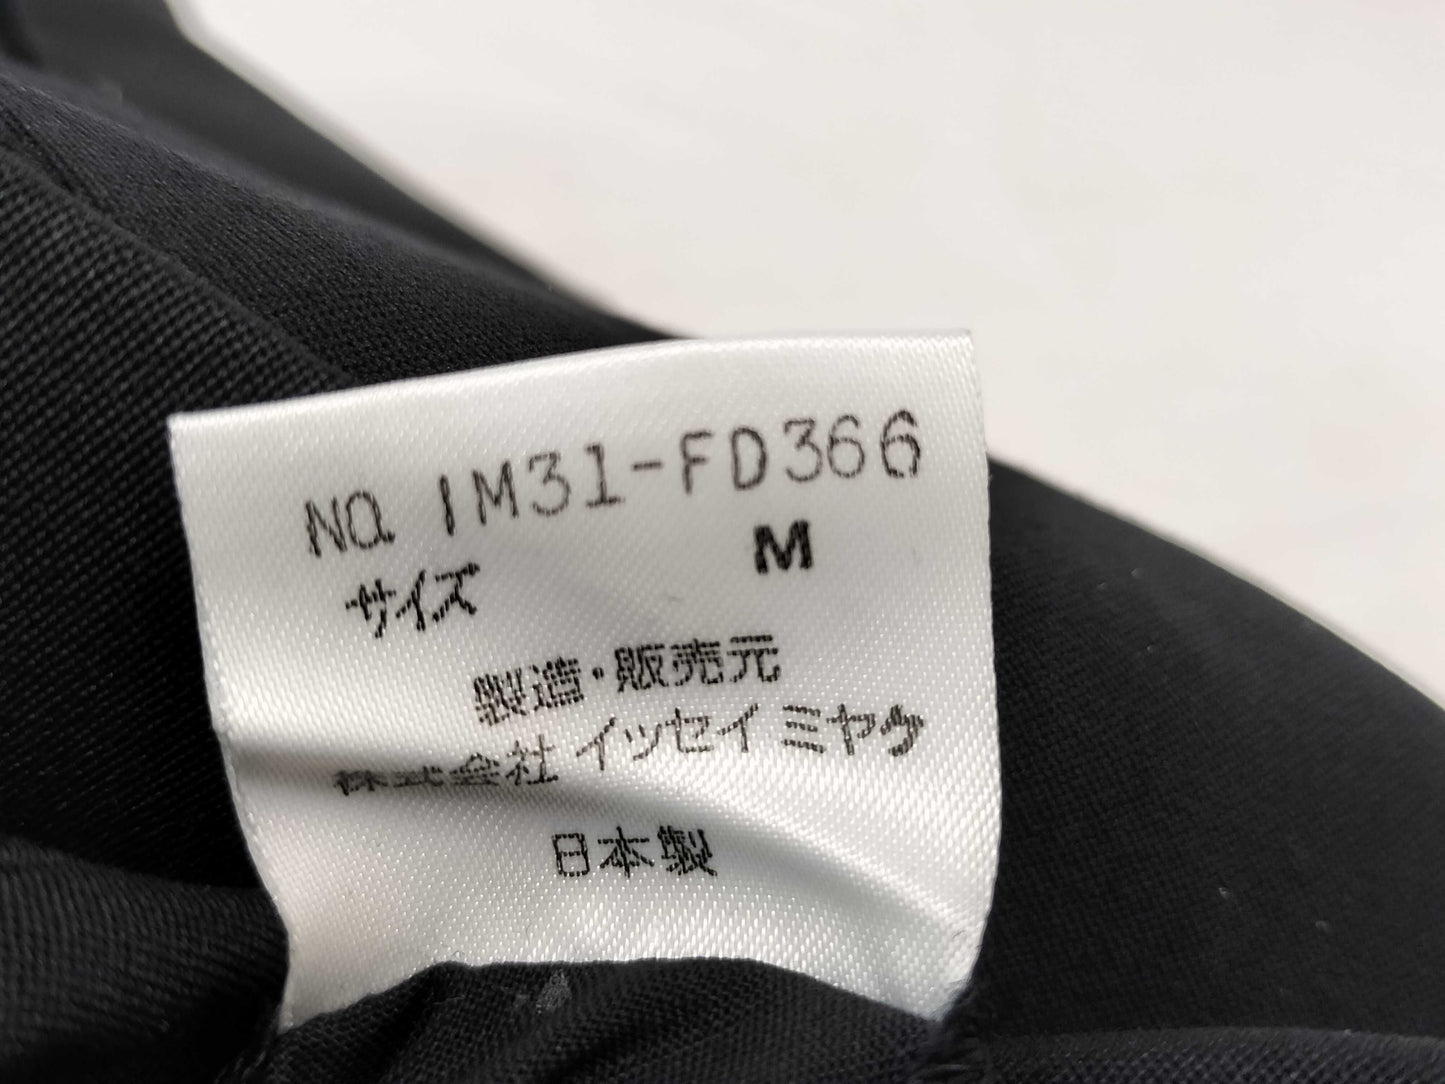 NO. IM31-FD366
サイズ M
製造・販売元
株式会社 イッセイ ミヤケ
日本製